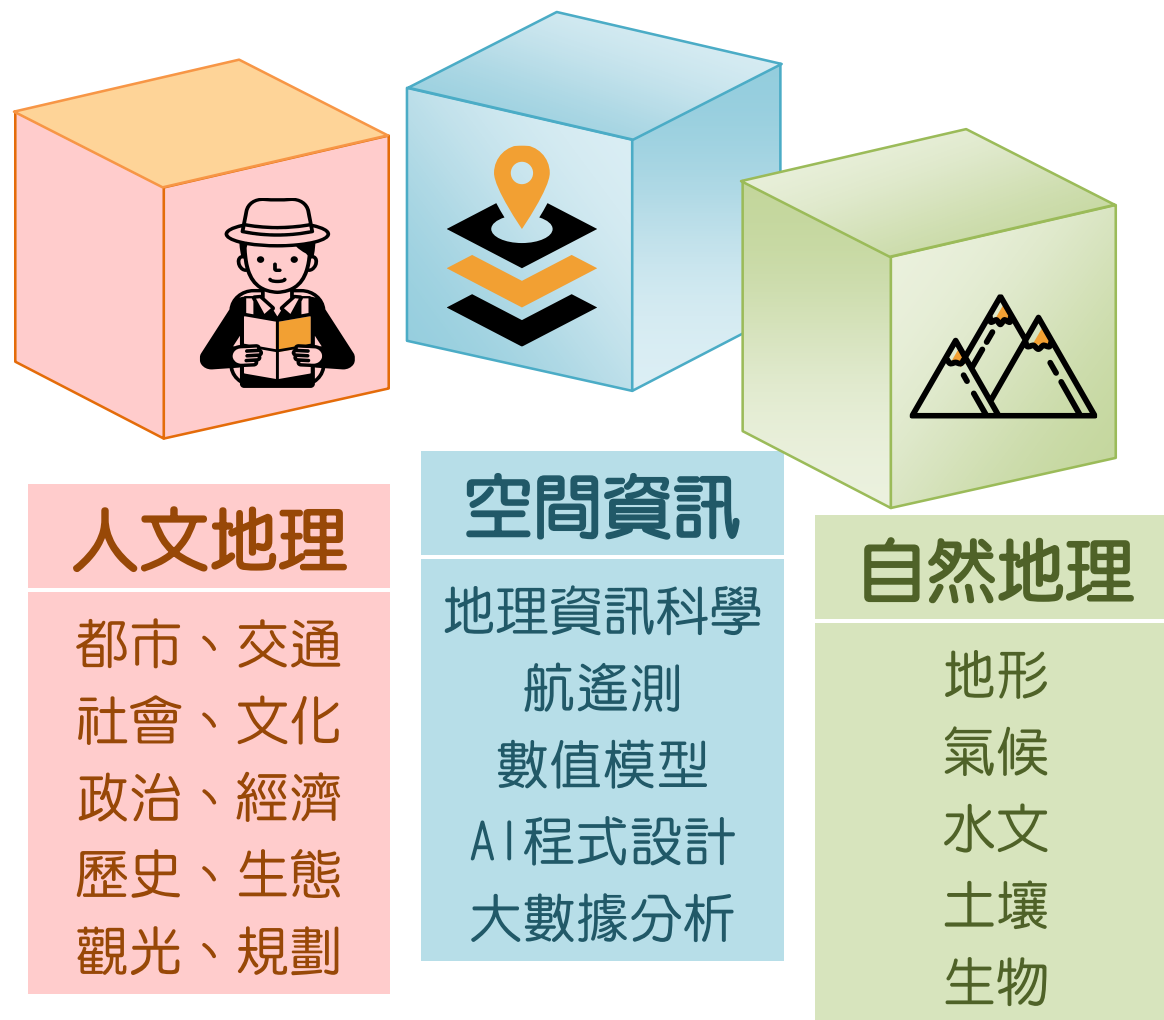 人文地理
都市、交通
社會、文化
政治、經濟
歷史、生態
觀光、規劃
空間資訊
地理資訊科學
航遙測
數值模型
AI程式設計
大數據分析
自然地理
地形
氣候
水文
土壤
生物